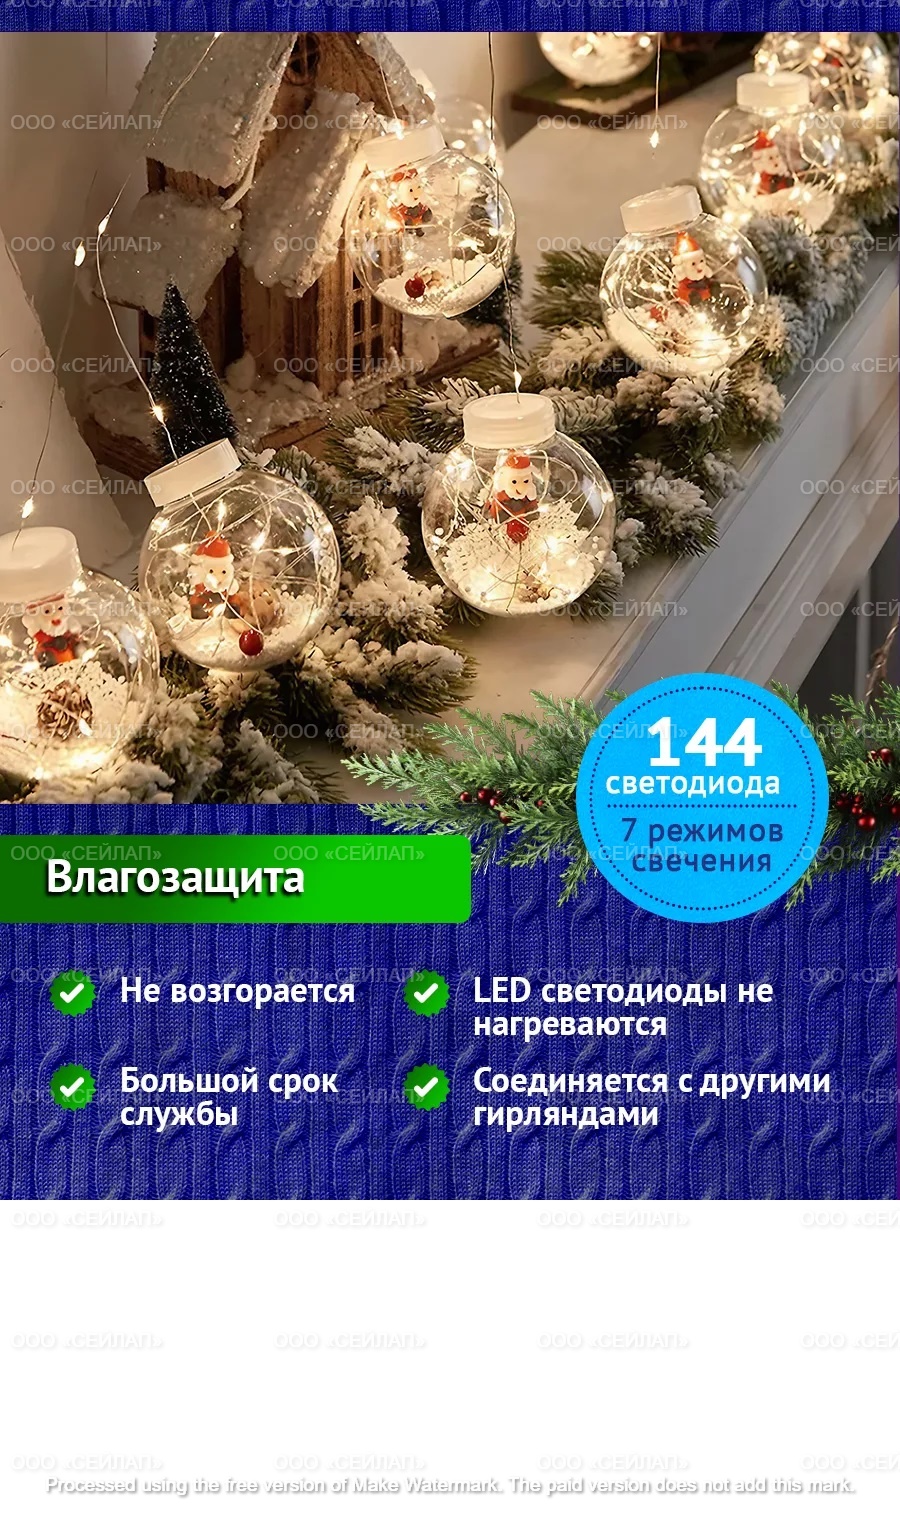 ООО «СЕЙЛАП»
144
светодиода
7 режимов
свечения
Влагозащита
Не возгорается
LED светодиоды не
нагреваются
Большой срок
службы
Соединяется с другими
гирляндами
Processed using the free version of Make Watermark. The paid version does not add this mark.